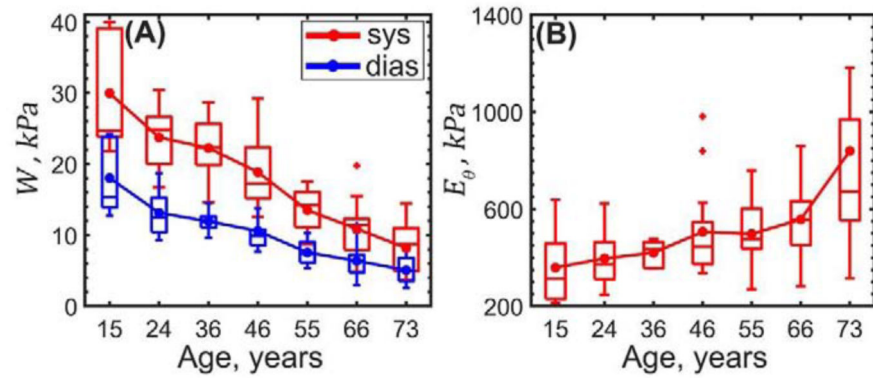 (A)
sys
dias
W, kPa
40
30
20
10
0
15 24 36 46 55 66 73
Age, years
(B)
E_θ, kPa
1400
1000
600
200
15 24 36 46 55 66 73
Age, years